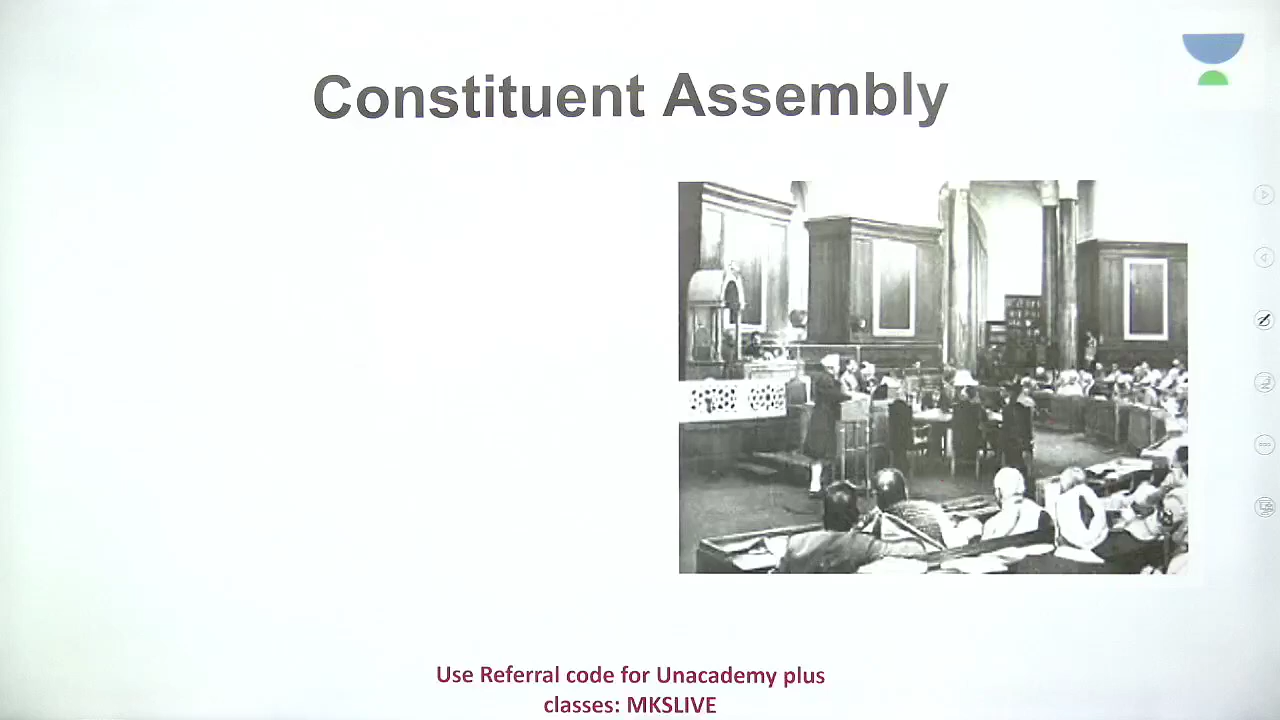 Constituent Assembly
Use Referral code for Unacademy plus
classes: MKSLIVE